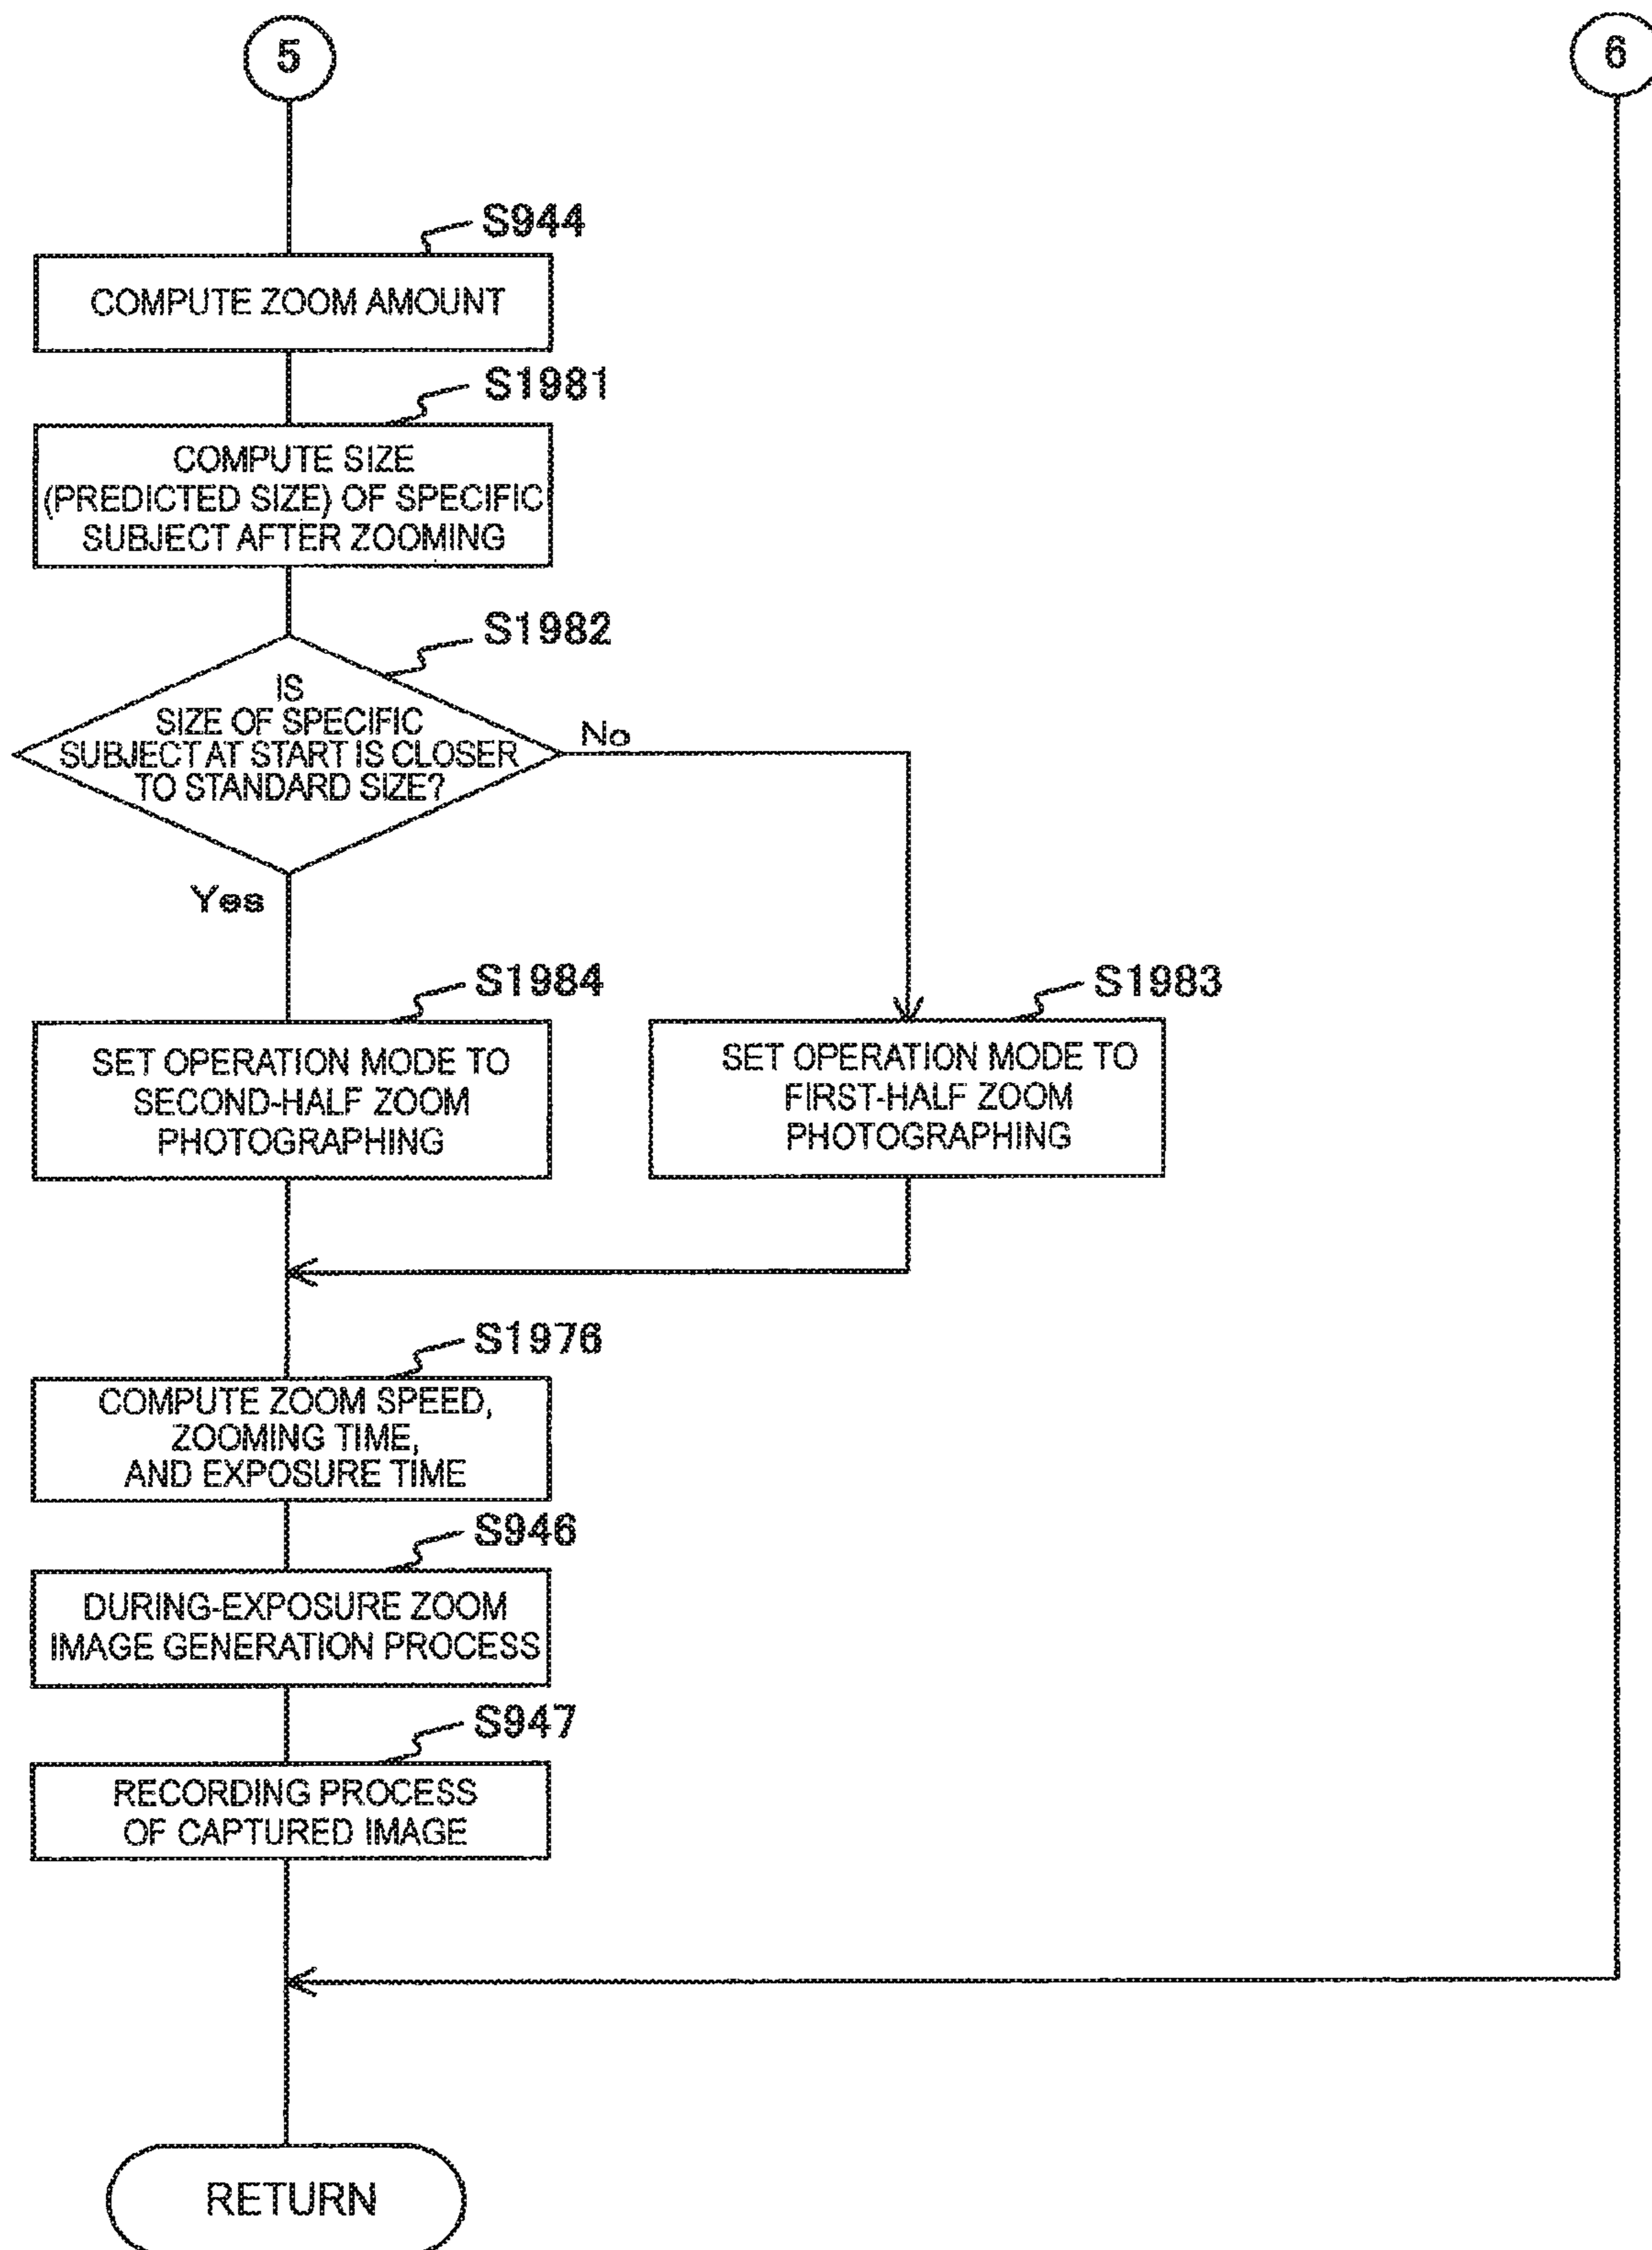 5
6
S944
COMPUTE ZOOM AMOUNT
S1981
COMPUTE SIZE
(PREDICTED SIZE) OF SPECIFIC
SUBJECT AFTER ZOOMING
S1982
IS
SIZE OF SPECIFIC
SUBJECT AT START IS CLOSER
TO STANDARD SIZE?
No
Yes
S1984
SET OPERATION MODE TO
SECOND-HALF ZOOM
PHOTOGRAPHING
S1983
SET OPERATION MODE TO
FIRST-HALF ZOOM
PHOTOGRAPHING
S1976
COMPUTE ZOOM SPEED,
ZOOMING TIME,
AND EXPOSURE TIME
S946
DURING-EXPOSURE ZOOM
IMAGE GENERATION PROCESS
S947
RECORDING PROCESS
OF CAPTURED IMAGE
RETURN